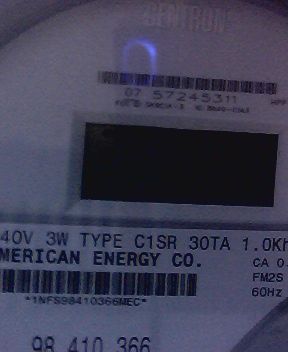 CENTRON
07 57245311
40V 3W TYPE C1SR 30TA 1.0Kh
MERICAN ENERGY CO.
CA 0.
FM2S
60Hz
*1NFS98410366MEC*
98 410 366